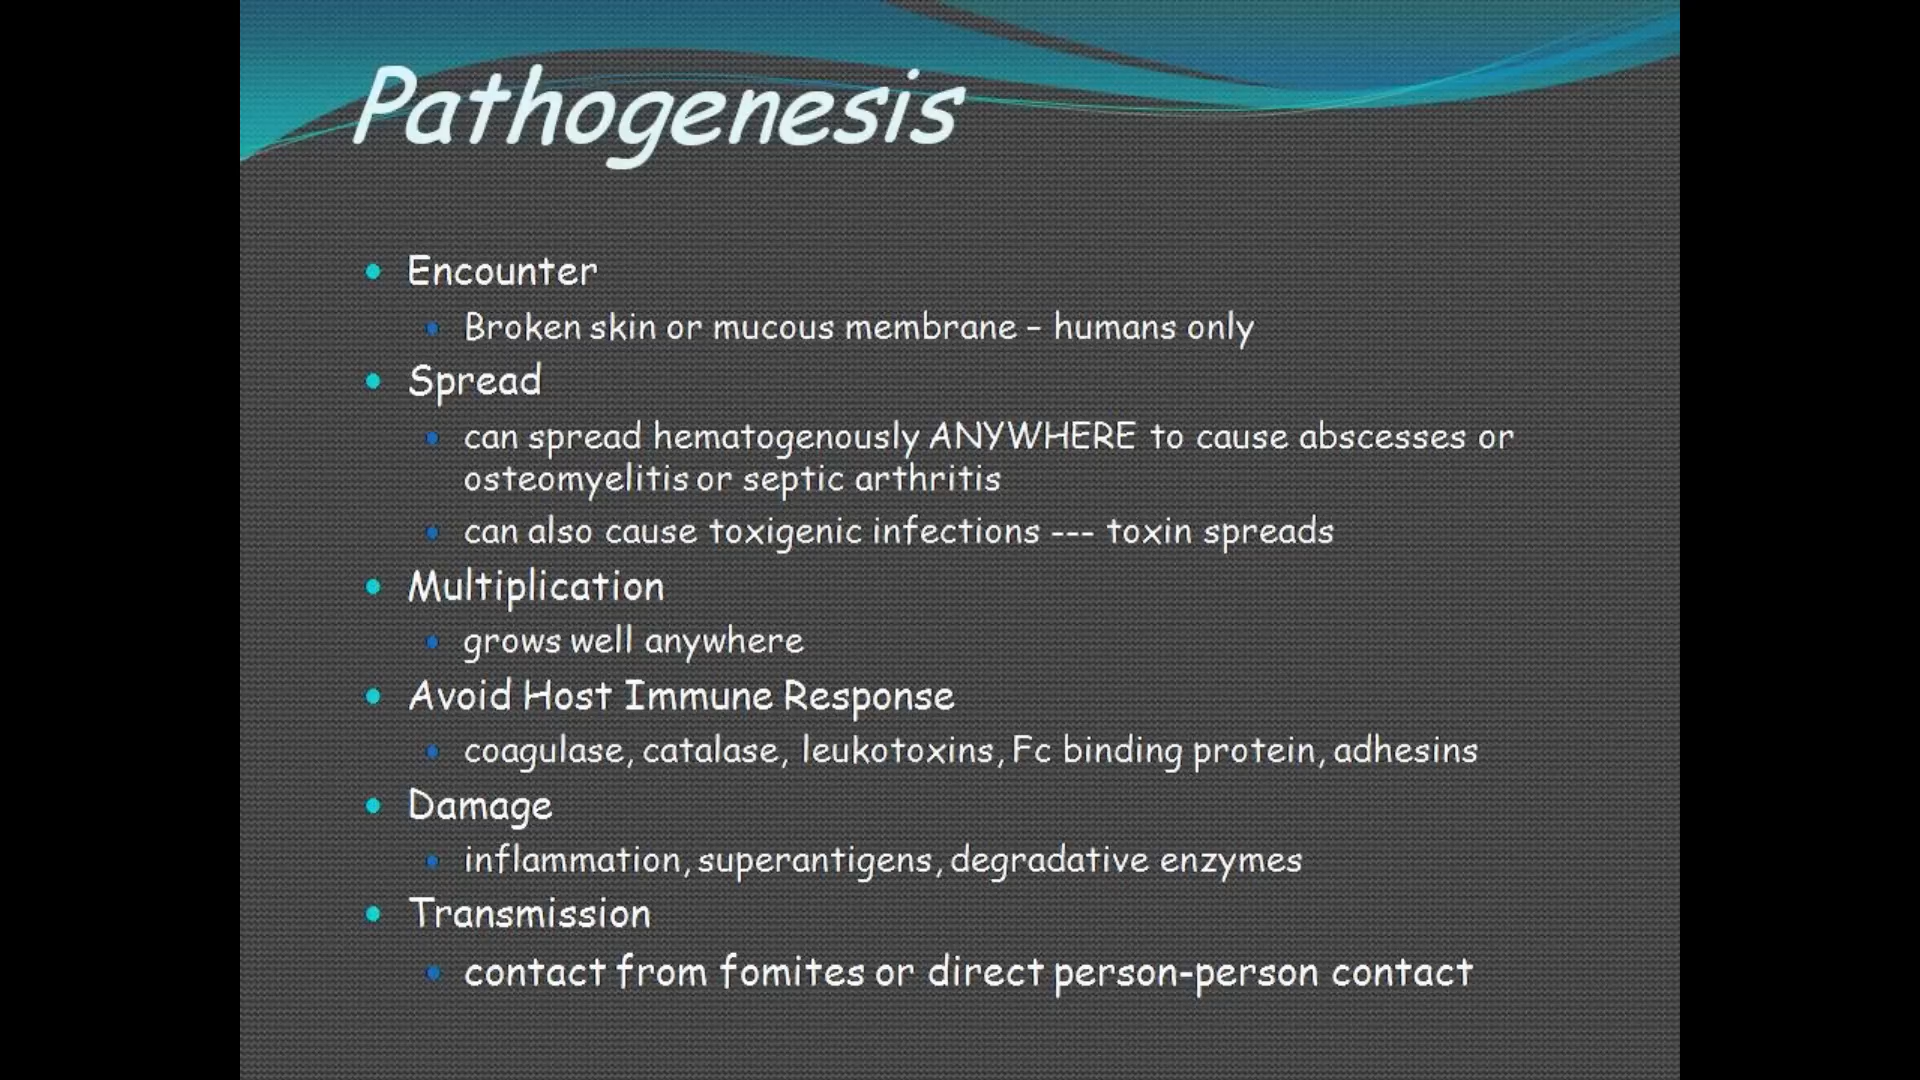 Pathogenesis
Encounter
Broken skin or mucous membrane – humans only
Spread
can spread hematogenously ANYWHERE to cause abscesses or
osteomyelitis or septic arthritis
can also cause toxigenic infections --- toxin spreads
Multiplication
grows well anywhere
Avoid Host Immune Response
coagulase, catalase, leukotoxins, Fc binding protein, adhesins
Damage
inflammation, superantigens, degradative enzymes
Transmission
contact from fomites or direct person-person contact